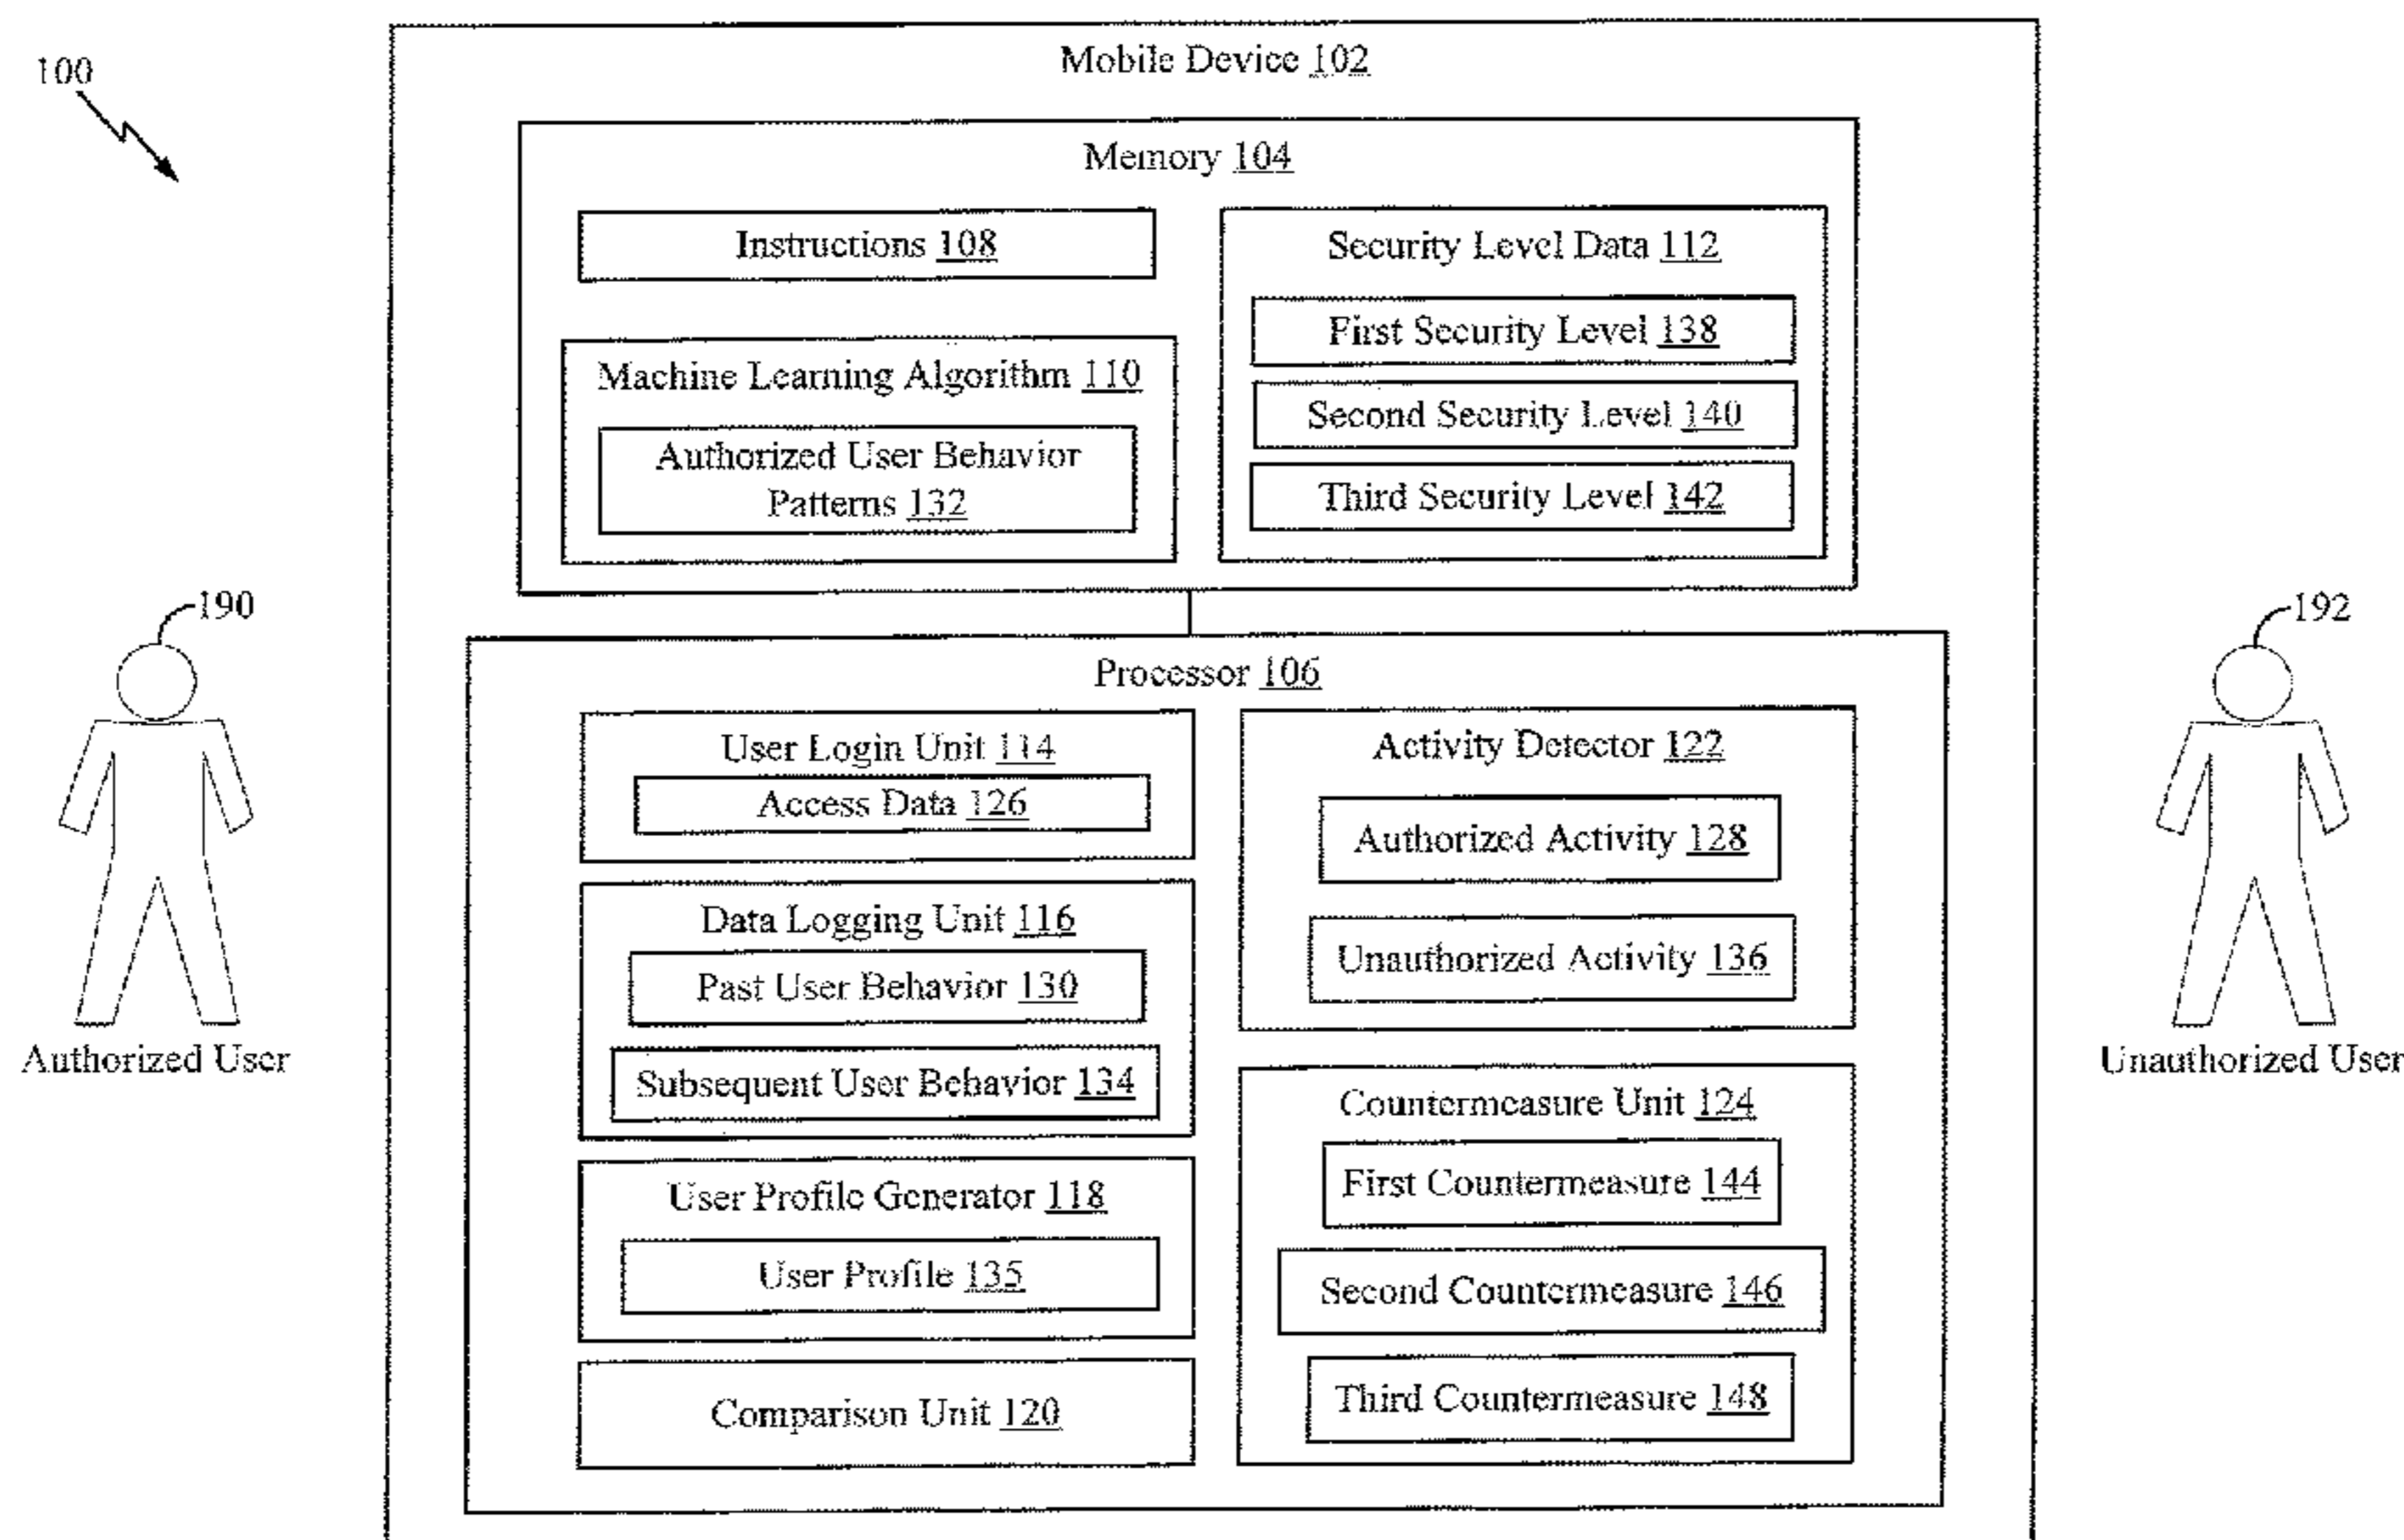 100
Mobile Device 102
Memory 104
Instructions 108
Machine Learning Algorithm 110
Authorized User Behavior
Patterns 132
Security Level Data 112
First Security Level 138
Second Security Level 140
Third Security Level 142
190
Authorized User
Processor 106
User Login Unit 114
Access Data 126
Data Logging Unit 116
Past User Behavior 130
Subsequent User Behavior 134
User Profile Generator 118
User Profile 135
Comparison Unit 120
Activity Detector 122
Authorized Activity 128
Unauthorized Activity 136
Countermeasure Unit 124
First Countermeasure 144
Second Countermeasure 146
Third Countermeasure 148
192
Unauthorized User